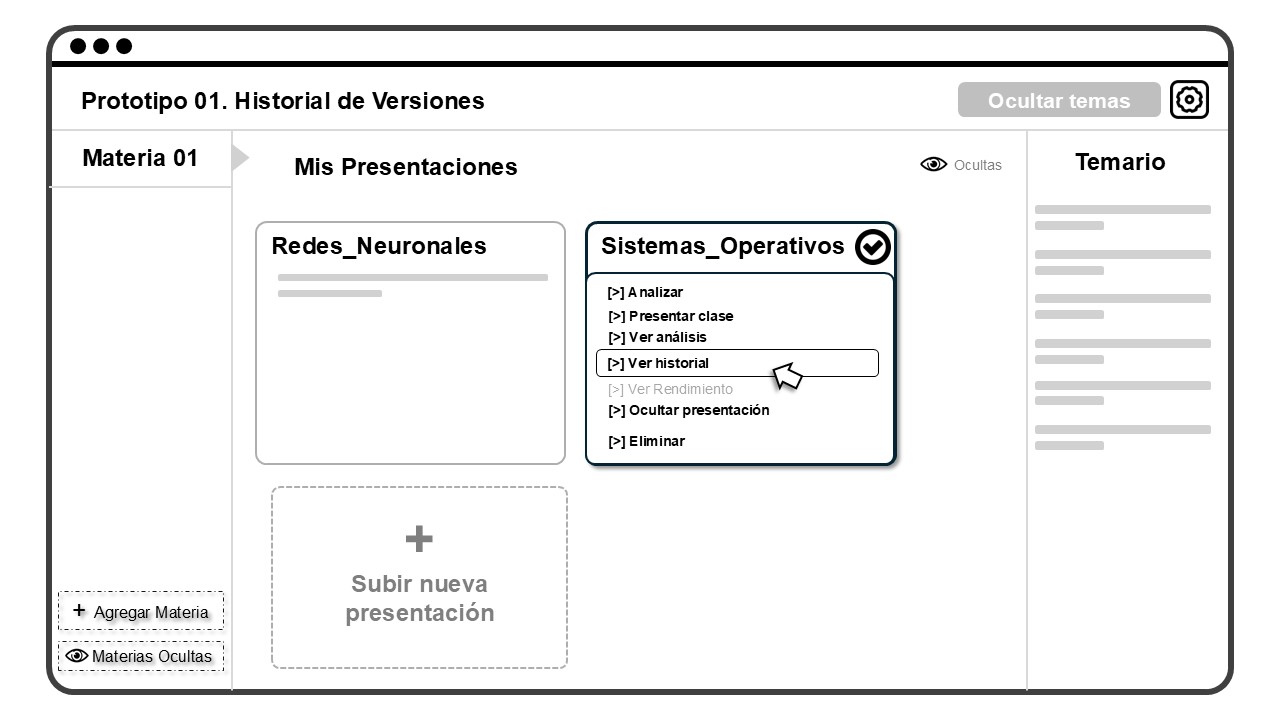 Prototipo 01. Historial de Versiones
Ocultar temas
Materia 01
Mis Presentaciones
Ocultas
Temario
Redes_Neuronales
Sistemas_Operativos
[>] Analizar
[>] Presentar clase
[>] Ver análisis
[>] Ver historial
[>] Ver Rendimiento
[>] Ocultar presentación
[>] Eliminar
+
Subir nueva
presentación
+ Agregar Materia
Materias Ocultas